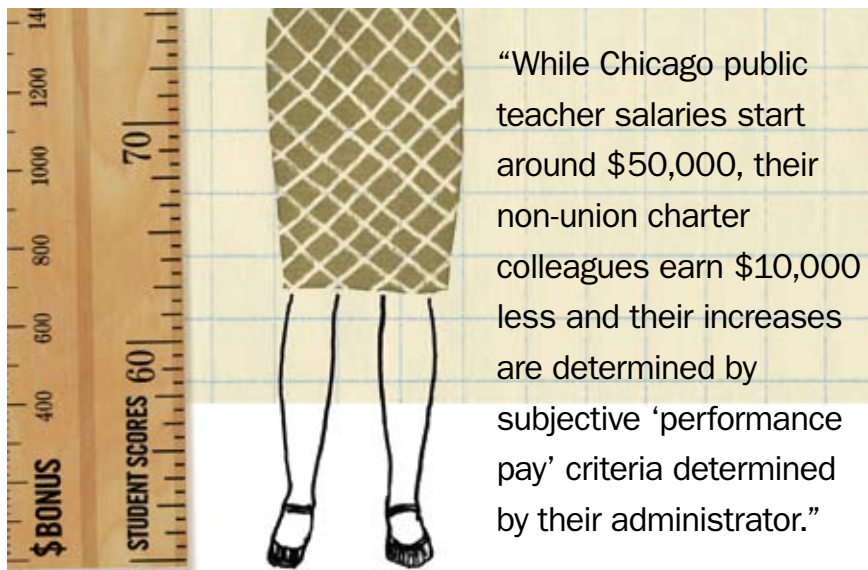 140
1200
1000
800
600
400
$ BONUS
70
60
STUDENT SCORES
“While Chicago public
teacher salaries start
around $50,000, their
non-union charter
colleagues earn $10,000
less and their increases
are determined by
subjective ‘performance
pay’ criteria determined
by their administrator.”